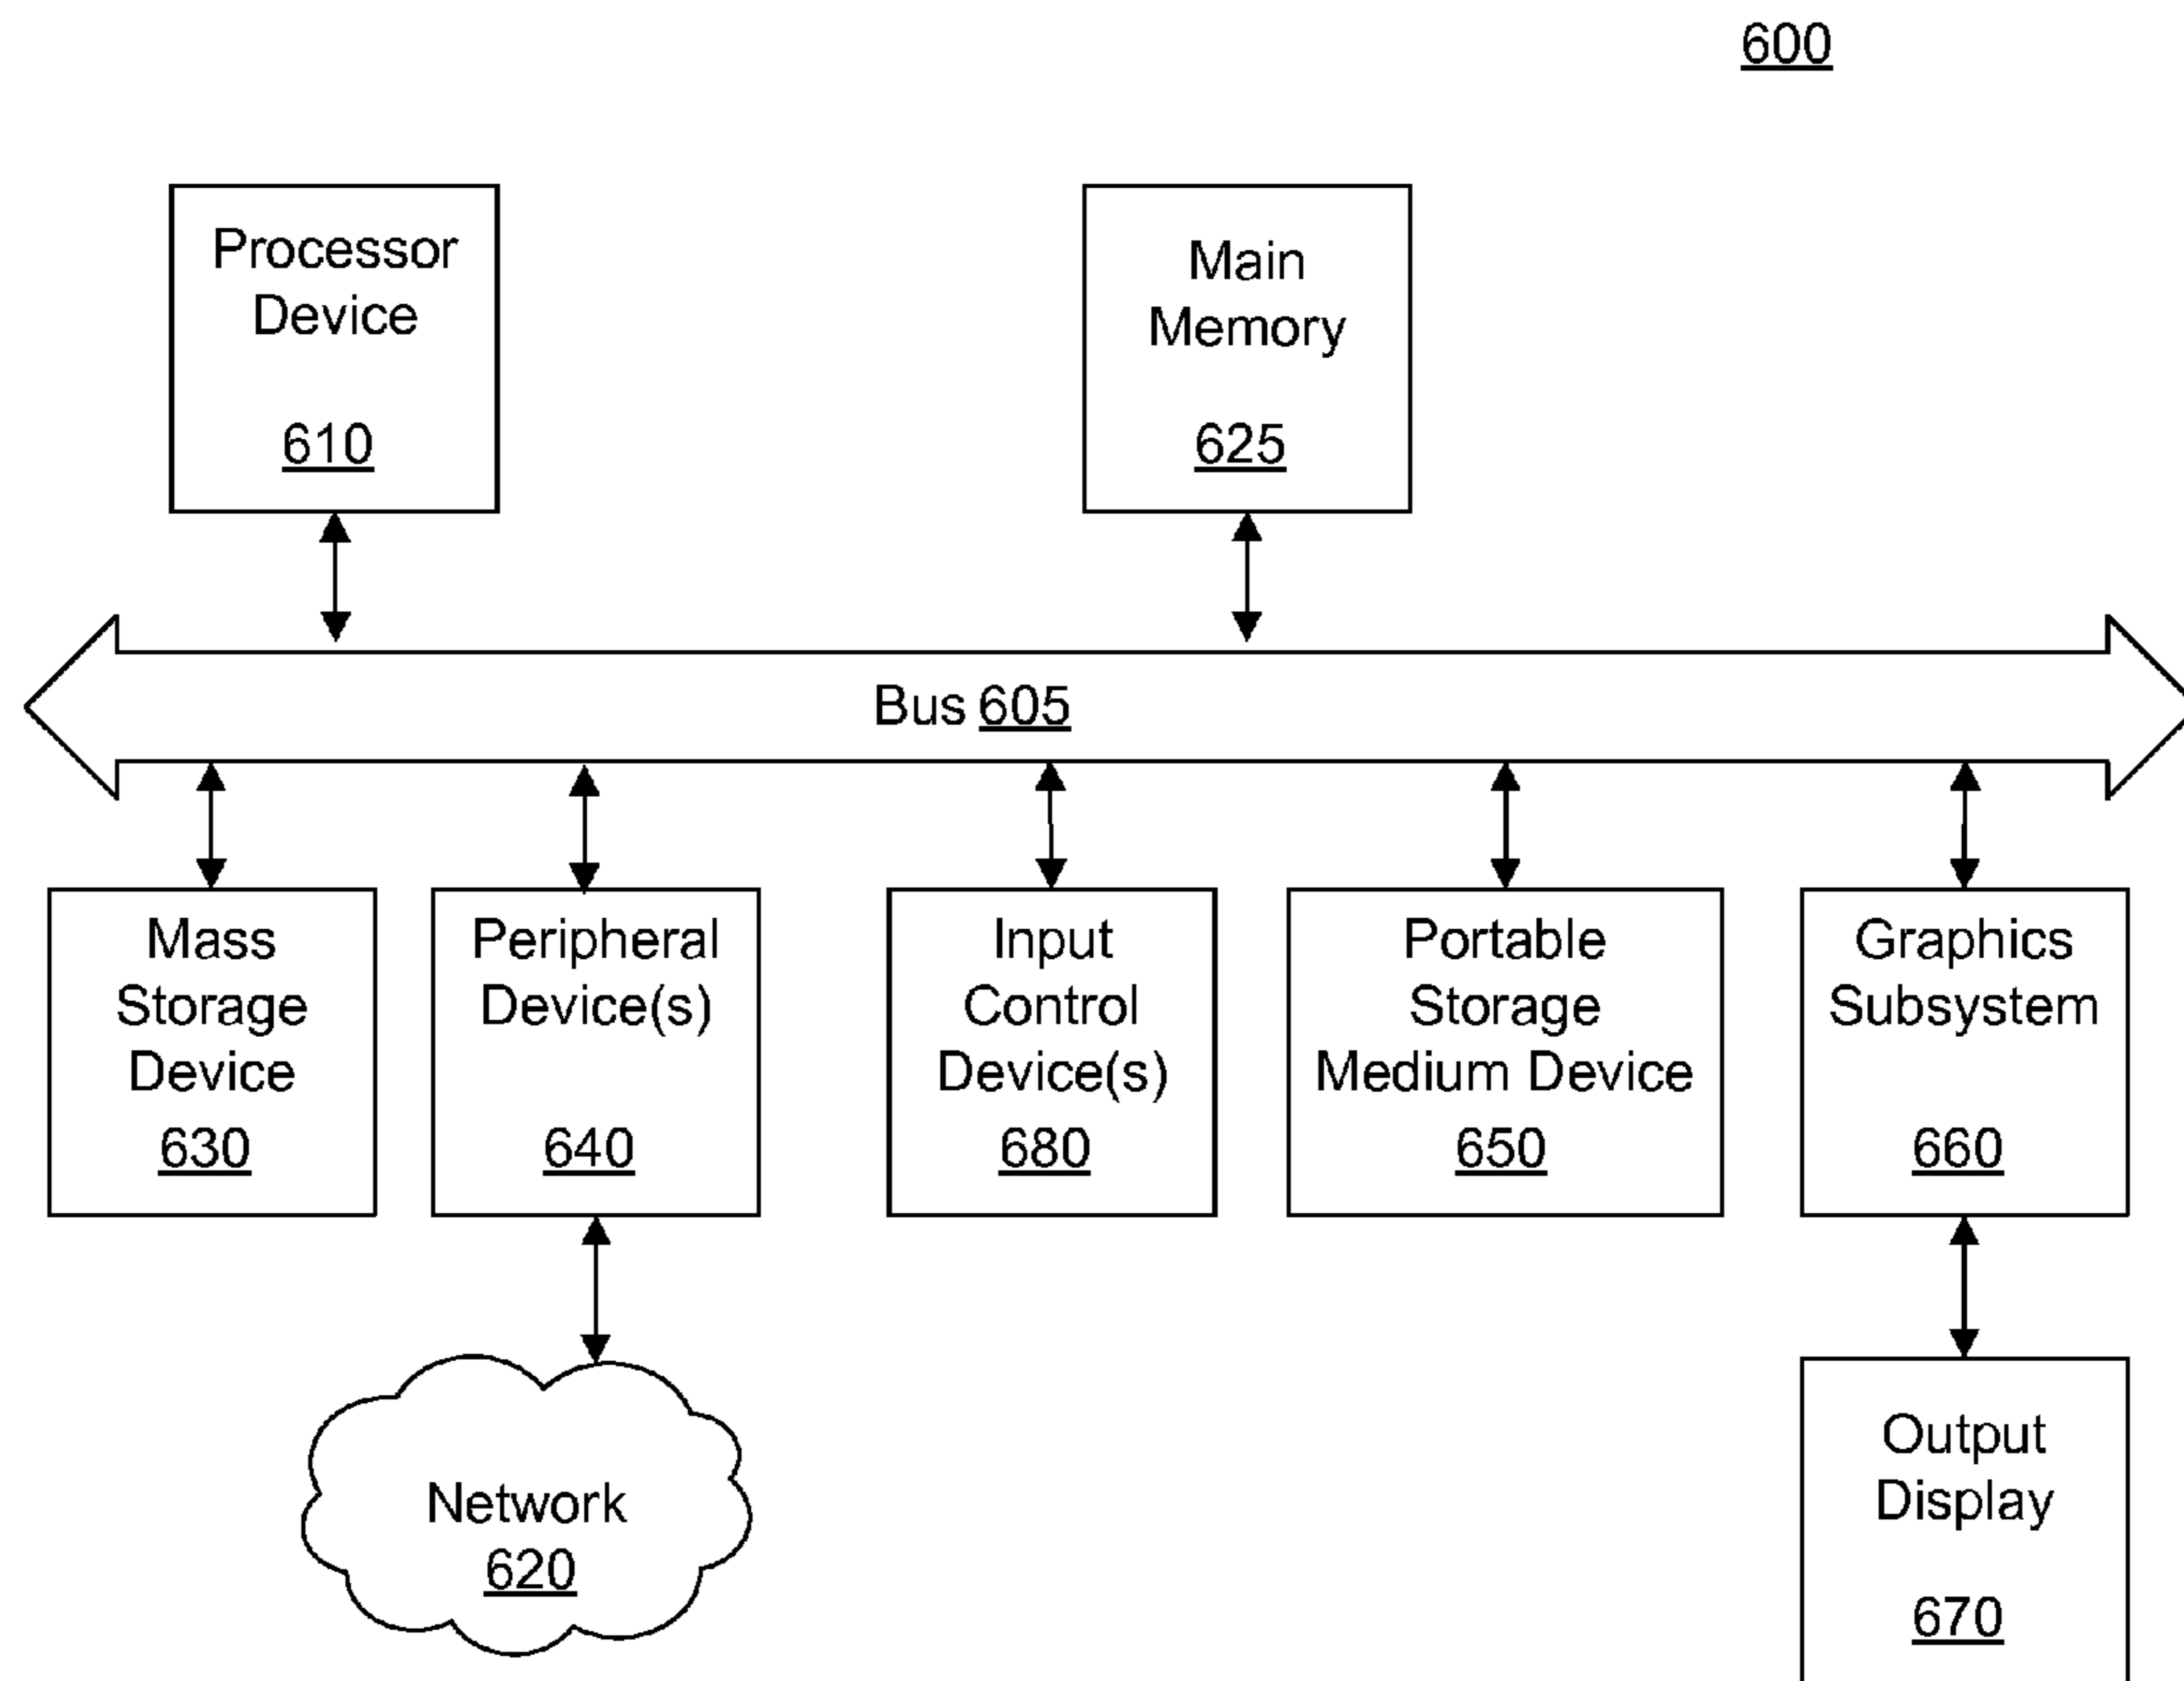 600
Processor
Device
610
Main
Memory
625
Bus 605
Mass
Storage
Device
630
Peripheral
Device(s)
640
Input
Control
Device(s)
680
Portable
Storage
Medium Device
650
Graphics
Subsystem
660
Network
620
Output
Display
670